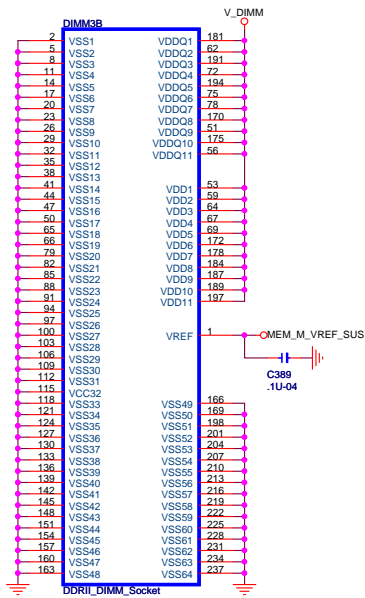 V_DIMM
DIMM3B
2 VSS1 VDDQ1 181
5 VSS2 VDDQ2 62
8 VSS3 VDDQ3 191
11 VSS4 VDDQ4 72
14 VSS5 VDDQ5 194
17 VSS6 VDDQ6 75
20 VSS7 VDDQ7 78
23 VSS8 VDDQ8 170
26 VSS9 VDDQ9 51
29 VSS10 VDDQ10 175
32 VSS11 VDDQ11 56
35 VSS12
38 VSS13
41 VSS14 VDD1 53
44 VSS15 VDD2 59
47 VSS16 VDD3 64
50 VSS17 VDD4 67
65 VSS18 VDD5 69
66 VSS19 VDD6 172
79 VSS20 VDD7 178
82 VSS21 VDD8 184
85 VSS22 VDD9 187
88 VSS23 VDD10 189
91 VSS24 VDD11 197
94 VSS25
97 VSS26
100 VSS27 VREF 1 MEM_M_VREF_SUS
103 VSS28
106 VSS29
109 VSS30
C389
112 VSS31
.1U-04
115 VCC32
118 VSS33 VSS49 166
121 VSS34 VSS50 169
124 VSS35 VSS51 198
127 VSS36 VSS52 201
130 VSS37 VSS53 204
133 VSS38 VSS54 207
136 VSS39 VSS55 210
139 VSS40 VSS56 213
142 VSS41 VSS57 216
145 VSS42 VSS58 219
148 VSS43 VSS59 222
151 VSS44 VSS60 225
154 VSS45 VSS61 228
157 VSS46 VSS62 231
160 VSS47 VSS63 234
163 VSS48 VSS64 237
DDRII_DIMM_Socket